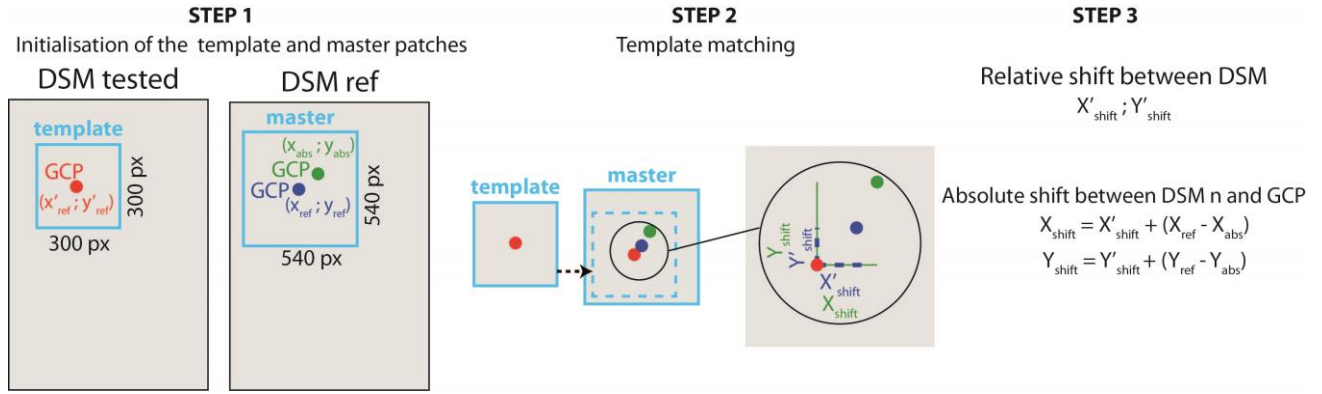 STEP 1
Initialisation of the template and master patches
DSM tested
DSM ref
template
GCP
(x'ref ; y'ref)
300 px
300 px
master
(xabs ; yabs)
GCP
GCP
(xref ; yref)
540 px
540 px
STEP 2
Template matching
template
master
Yshift
Y'shift
X'shift
Xshift
STEP 3
Relative shift between DSM
X'shift ; Y'shift
Absolute shift between DSM n and GCP
Xshift = X'shift + (Xref - Xabs)
Yshift = Y'shift + (Yref - Yabs)